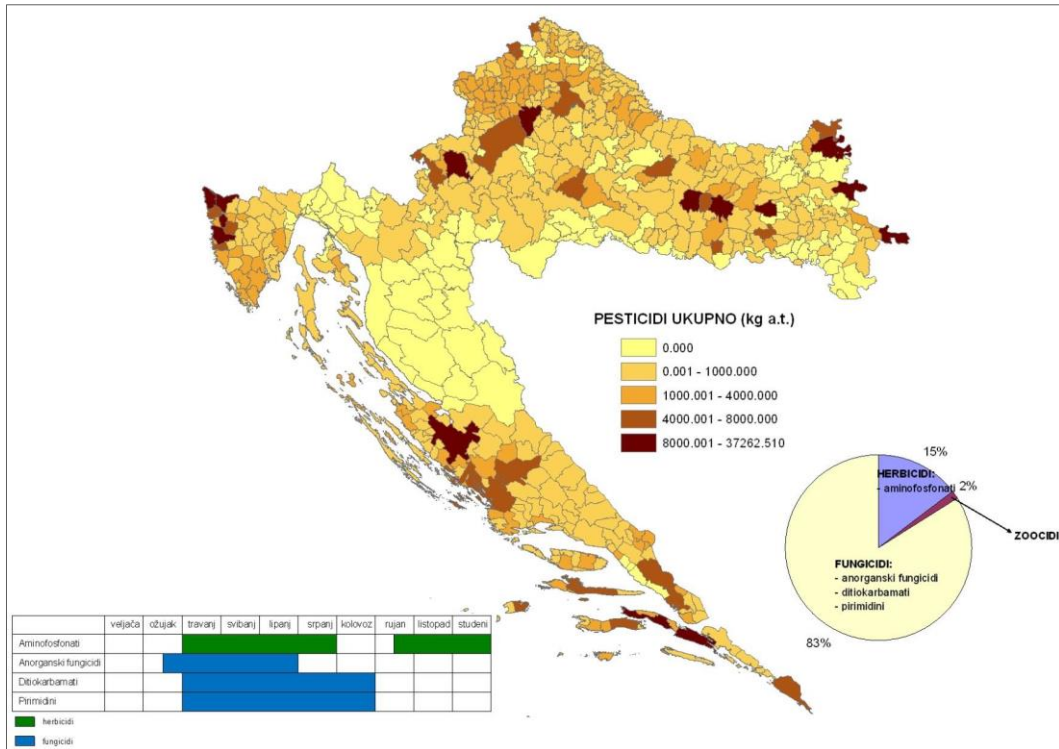 PESTICIDI UKUPNO (kg a.t.)
0.000
0.001 - 1000.000
1000.001 - 4000.000
4000.001 - 8000.000
8000.001 - 37262.510
15%
HERBICIDI:
- aminofosfonati
2%
ZOOCIDI
FUNGICIDI:
- anorganski fungicidi
- ditiokarbamati
- pirimidini
83%
veljača ožujak travanj svibanj lipanj srpanj kolovoz rujan listopad studeni
Aminofosfonati
Anorganski fungicidi
Ditiokarbamati
Pirimidini
herbicidi
fungicidi